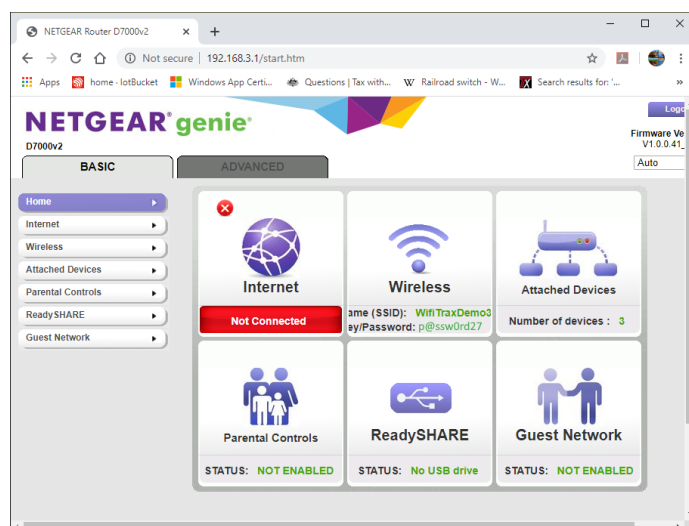 NETGEAR Router D7000v2
Not secure | 192.168.3.1/start.htm
Apps home - IotBucket Windows App Certi... Questions | Tax with... Railroad switch - W... Search results for: '... »
NETGEAR® genie®
Logo
D7000v2
Firmware Ve
V1.0.0.41_
BASIC
ADVANCED
Auto
Home
Internet
Wireless
Attached Devices
Parental Controls
ReadySHARE
Guest Network
Internet
Not Connected
Wireless
ame (SSID): WifiTraxDemo3
ey/Password: p@ssw0rd27
Attached Devices
Number of devices : 3
Parental Controls
STATUS: NOT ENABLED
ReadySHARE
STATUS: No USB drive
Guest Network
STATUS: NOT ENABLED